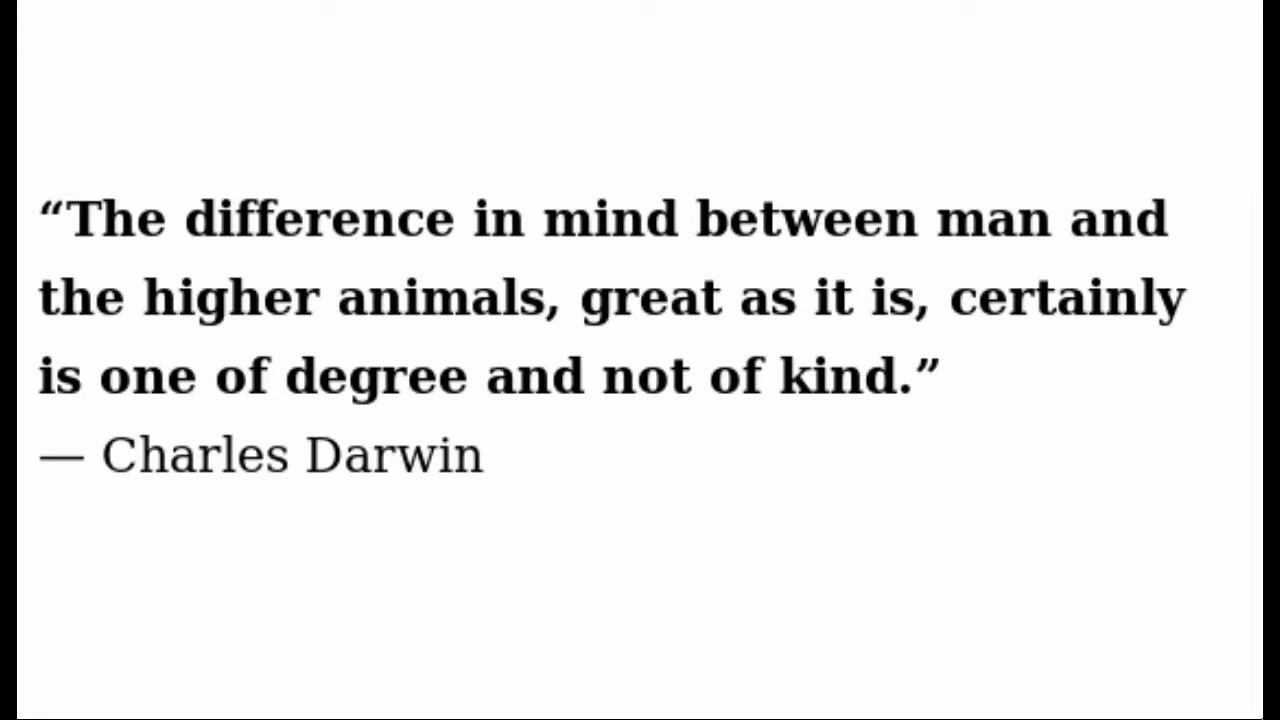 “The difference in mind between man and
the higher animals, great as it is, certainly
is one of degree and not of kind.”
— Charles Darwin